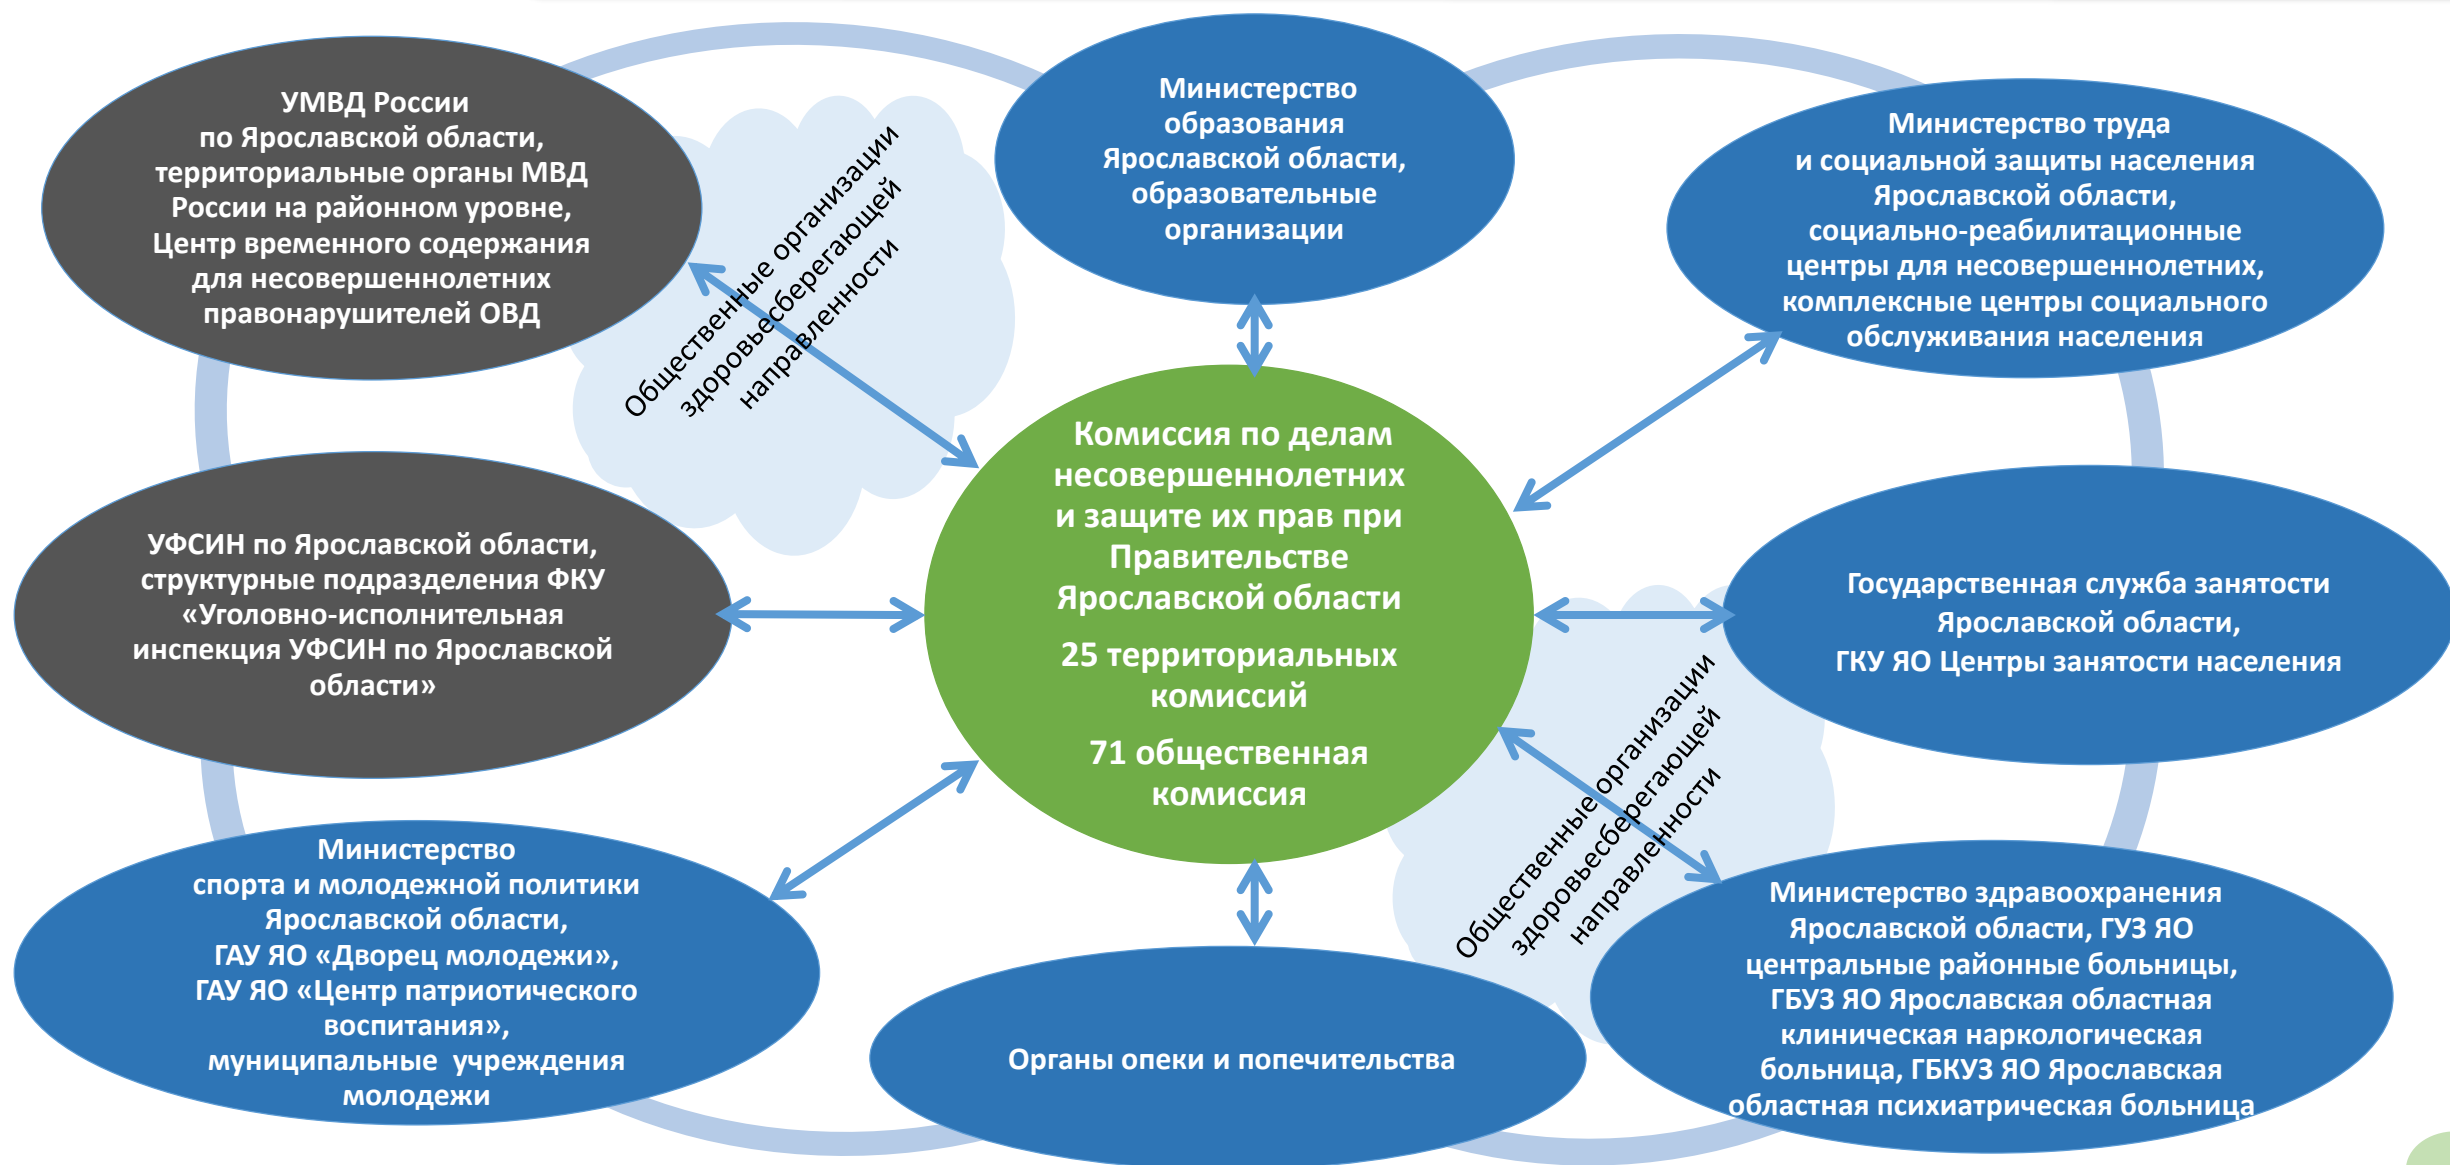 УМВД России
по Ярославской области,
территориальные органы МВД
России на районном уровне,
Центр временного содержания
для несовершеннолетних
правонарушителей ОВД
Общественные организации
здоровьесберегающей
направленности
Министерство
образования
Ярославской области,
образовательные
организации
Министерство труда
и социальной защиты населения
Ярославской области,
социально-реабилитационные
центры для несовершеннолетних,
комплексные центры социального
обслуживания населения
УФСИН по Ярославской области,
структурные подразделения ФКУ
«Уголовно-исполнительная
инспекция УФСИН по Ярославской
области»
Комиссия по делам
несовершеннолетних
и защите их прав при
Правительстве
Ярославской области
25 территориальных
комиссий
71 общественная
комиссия
Государственная служба занятости
Ярославской области,
ГКУ ЯО Центры занятости населения
Общественные организации
здоровьесберегающей
направленности
Министерство
спорта и молодежной политики
Ярославской области,
ГАУ ЯО «Дворец молодежи»,
ГАУ ЯО «Центр патриотического
воспитания»,
муниципальные учреждения
молодежи
Органы опеки и попечительства
Министерство здравоохранения
Ярославской области, ГУЗ ЯО
центральные районные больницы,
ГБУЗ ЯО Ярославская областная
клиническая наркологическая
больница, ГБКУЗ ЯО Ярославская
областная психиатрическая больница